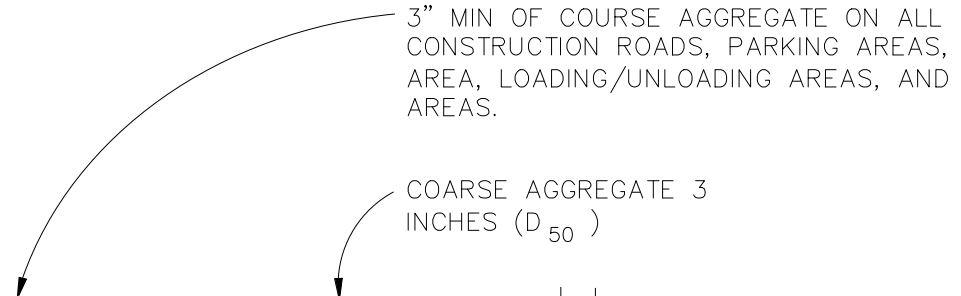 3” MIN OF COURSE AGGREGATE ON ALL
CONSTRUCTION ROADS, PARKING AREAS,
AREA, LOADING/UNLOADING AREAS, AND
AREAS.
COARSE AGGREGATE 3
INCHES (D 50 )